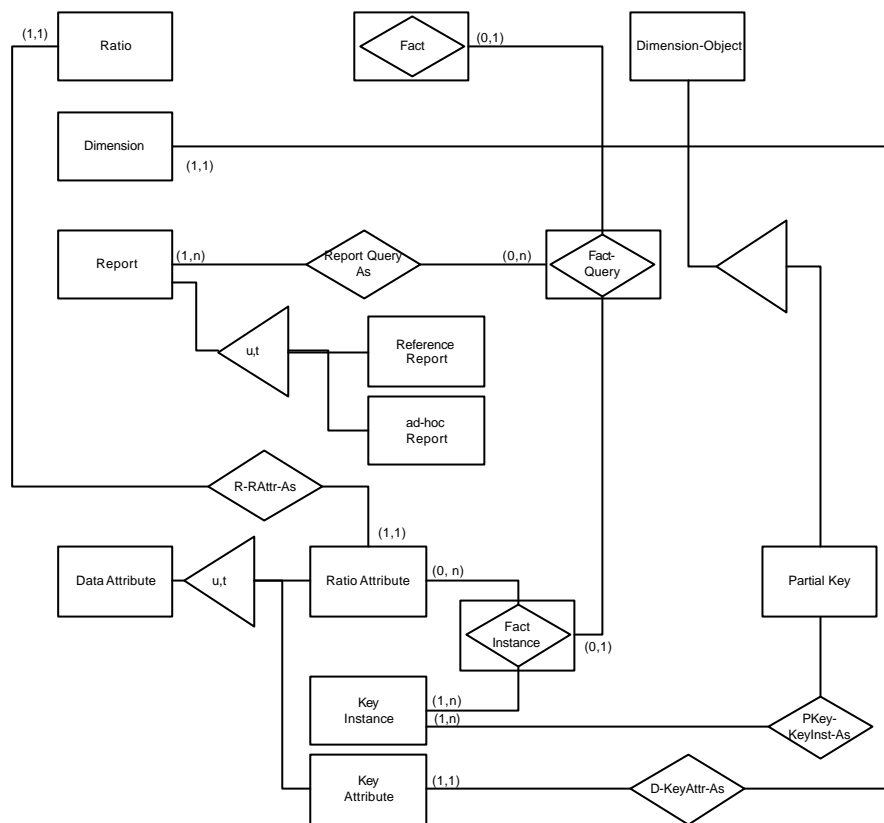 (1,1)
Ratio
Fact
(0,1)
Dimension-Object
Dimension
(1,1)
Report
(1,n)
Report Query
As
(0,n)
Fact-
Query
u,t
Reference
Report
ad-hoc
Report
R-RAttr-As
(1,1)
Data Attribute
u,t
Ratio Attribute
(0, n)
Partial Key
Fact
Instance
(0,1)
Key
Instance
(1,n)
(1,n)
PKey-
KeyInst-As
Key
Attribute
(1,1)
D-KeyAttr-As